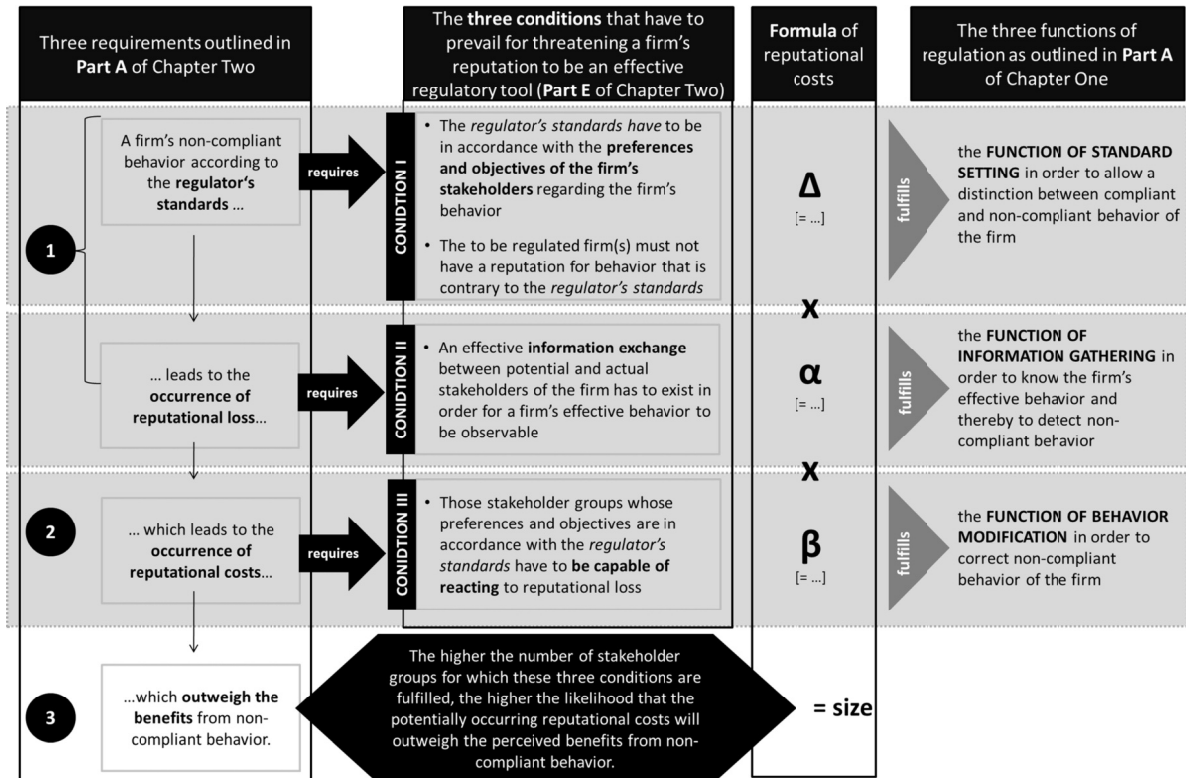 Three requirements outlined in
Part A of Chapter Two
The three conditions that have to
prevail for threatening a firm's
reputation to be an effective
regulatory tool (Part E of Chapter Two)
Formula of
reputational
costs
The three functions of
regulation as outlined in Part A
of Chapter One
1
A firm's non-compliant
behavior according to
the regulator's
standards ...
requires
CONIDTION I
• The regulator's standards have to be
in accordance with the preferences
and objectives of the firm's
stakeholders regarding the firm's
behavior
• The to be regulated firm(s) must not
have a reputation for behavior that is
contrary to the regulator's standards
Δ
[= ...]
fulfills
the FUNCTION OF STANDARD
SETTING in order to allow a
distinction between compliant
and non-compliant behavior of
the firm
x
... leads to the
occurrence of
reputational loss...
requires
CONIDTION II
• An effective information exchange
between potential and actual
stakeholders of the firm has to exist in
order for a firm's effective behavior to
be observable
α
[= ...]
fulfills
the FUNCTION OF
INFORMATION GATHERING in
order to know the firm's
effective behavior and
thereby to detect non-
compliant behavior
x
2
... which leads to the
occurrence of
reputational costs...
requires
CONIDTION III
• Those stakeholder groups whose
preferences and objectives are in
accordance with the regulator's
standards have to be capable of
reacting to reputational loss
β
[= ...]
fulfills
the FUNCTION OF BEHAVIOR
MODIFICATION in order to
correct non-compliant
behavior of the firm
3
...which outweigh the
benefits from non-
compliant behavior.
The higher the number of stakeholder
groups for which these three conditions are
fulfilled, the higher the likelihood that the
potentially occurring reputational costs will
outweigh the perceived benefits from non-
compliant behavior.
= size